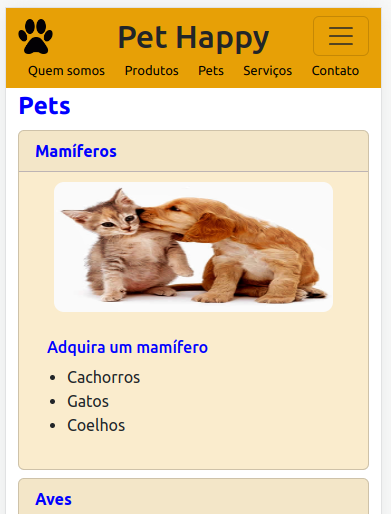 Pet Happy
Quem somos Produtos Pets Serviços Contato
Pets
Mamíferos
Adquira um mamífero
Cachorros
Gatos
Coelhos
Aves